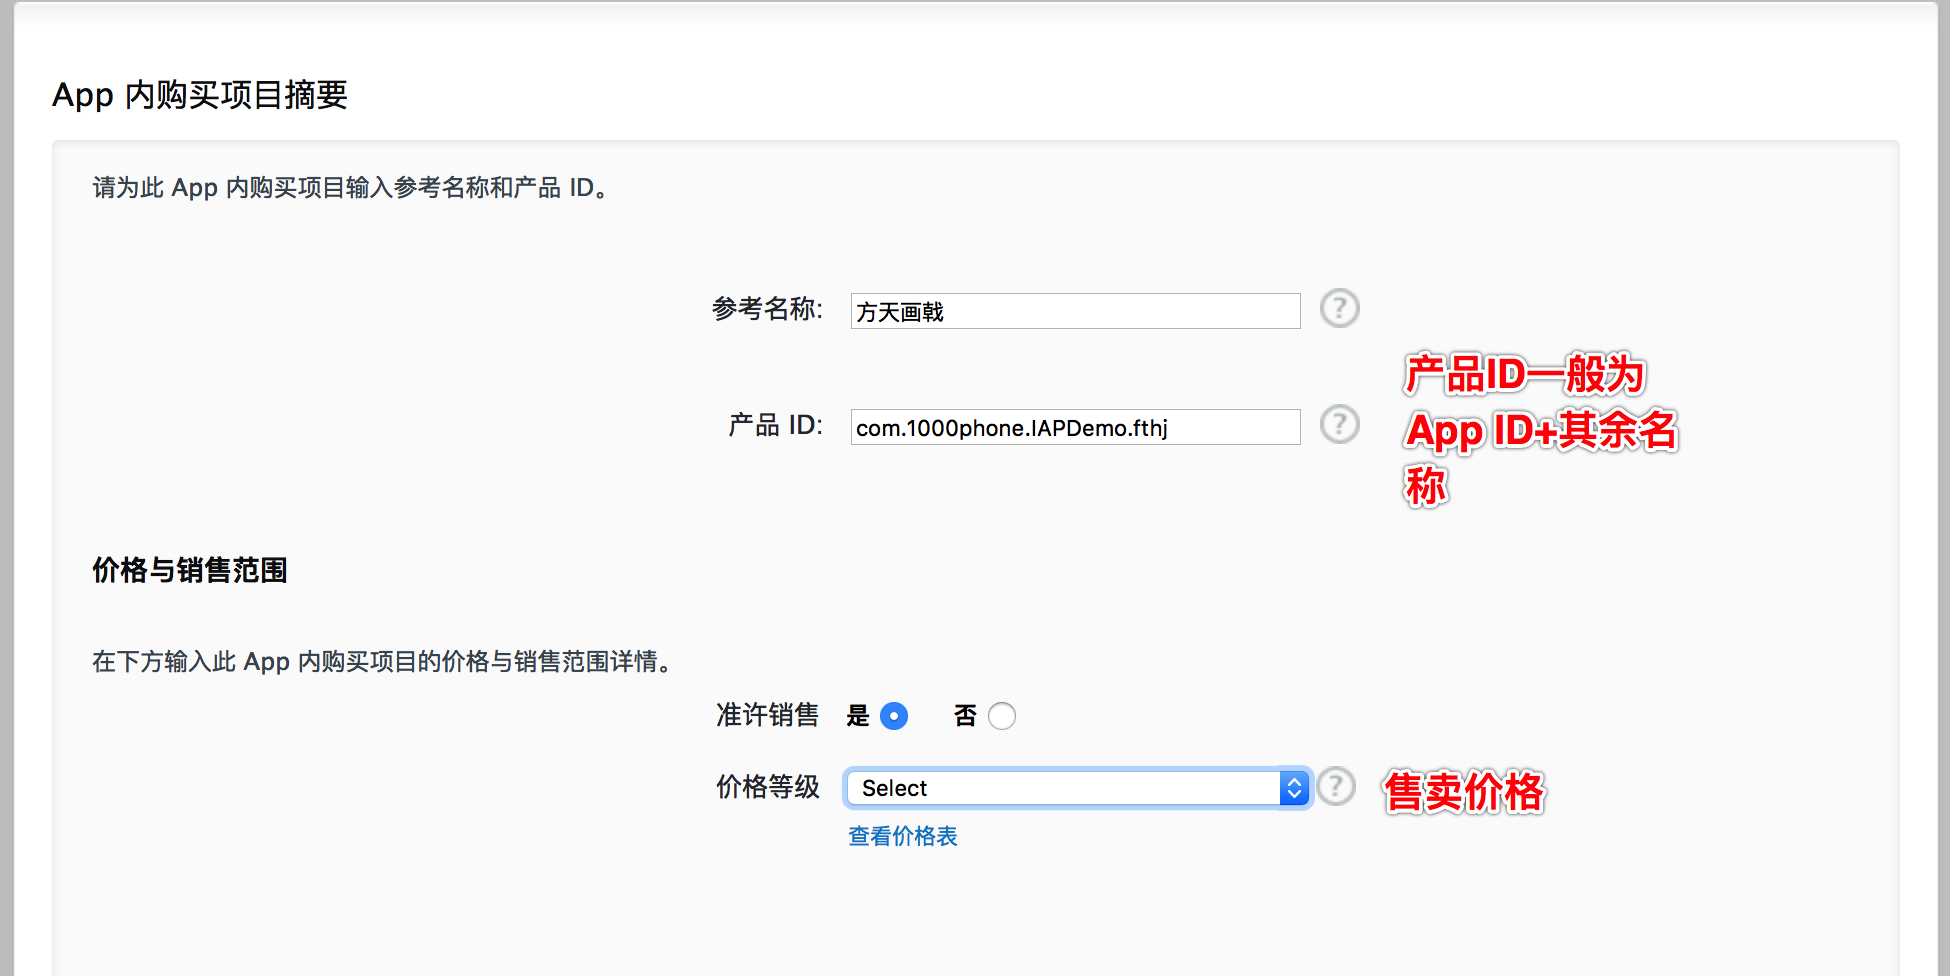 App 内购买项目摘要
请为此 App 内购买项目输入参考名称和产品 ID。
参考名称: 方天画戟 ?
产品 ID: com.1000phone.IAPDemo.fthj ?
产品ID一般为
App ID+其余名
称
价格与销售范围
在下方输入此 App 内购买项目的价格与销售范围详情。
准许销售 是 否
价格等级 Select ? 售卖价格
查看价格表